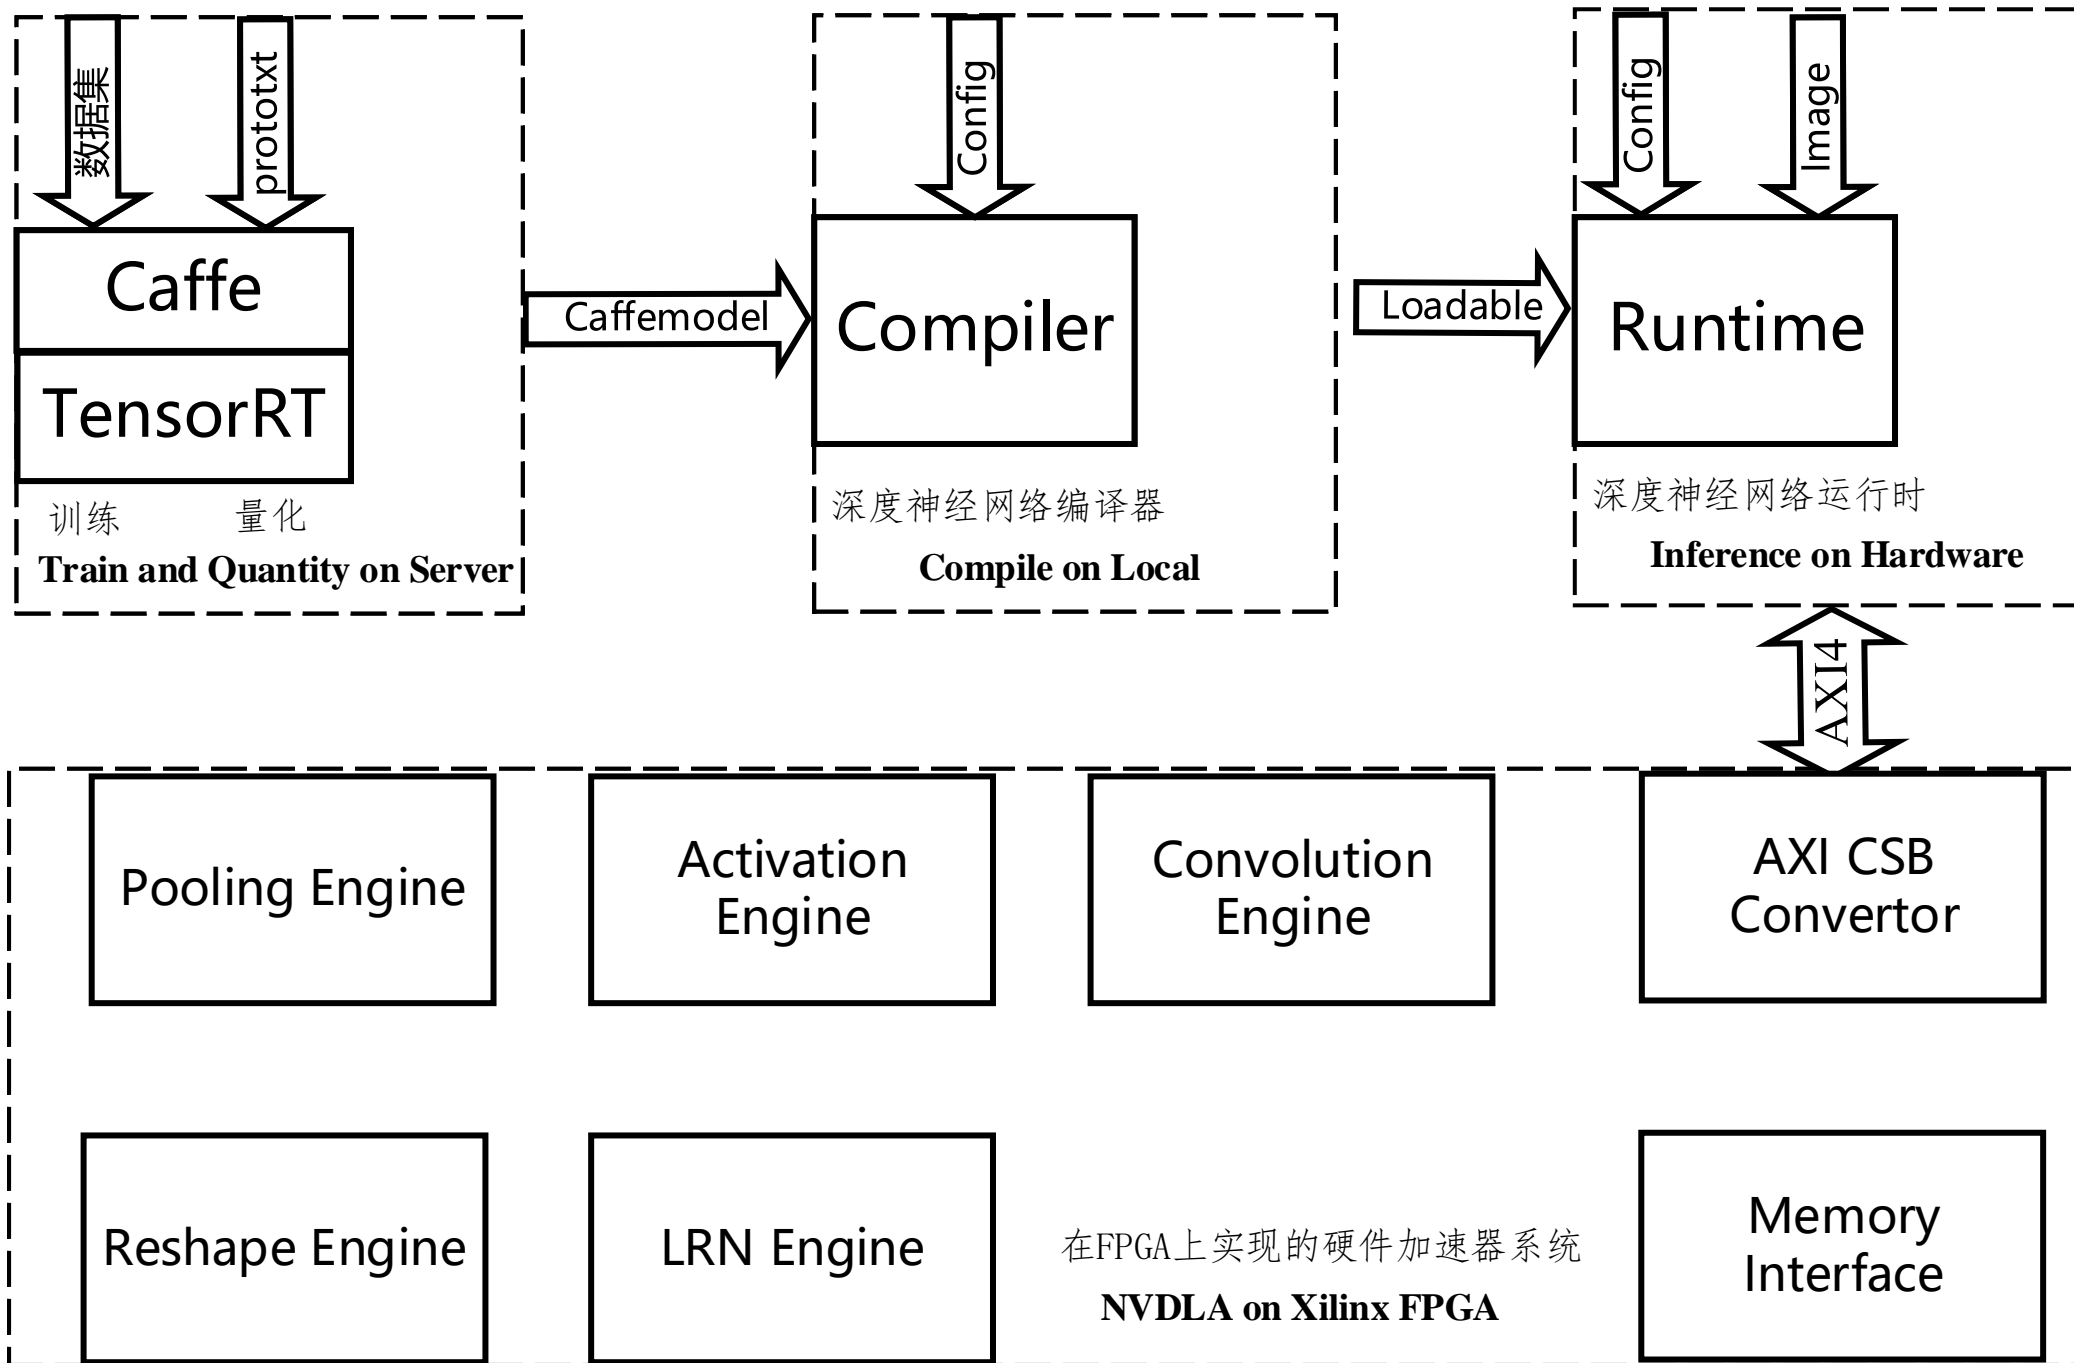 数据集
prototxt
Config
Config
Image
Caffe
TensorRT
Caffemodel
Compiler
Loadable
Runtime
训练 量化
Train and Quantity on Server
深度神经网络编译器
Compile on Local
深度神经网络运行时
Inference on Hardware
AXI4
Pooling Engine
Activation
Engine
Convolution
Engine
AXI CSB
Convertor
Reshape Engine
LRN Engine
在FPGA上实现的硬件加速器系统
NVDLA on Xilinx FPGA
Memory
Interface